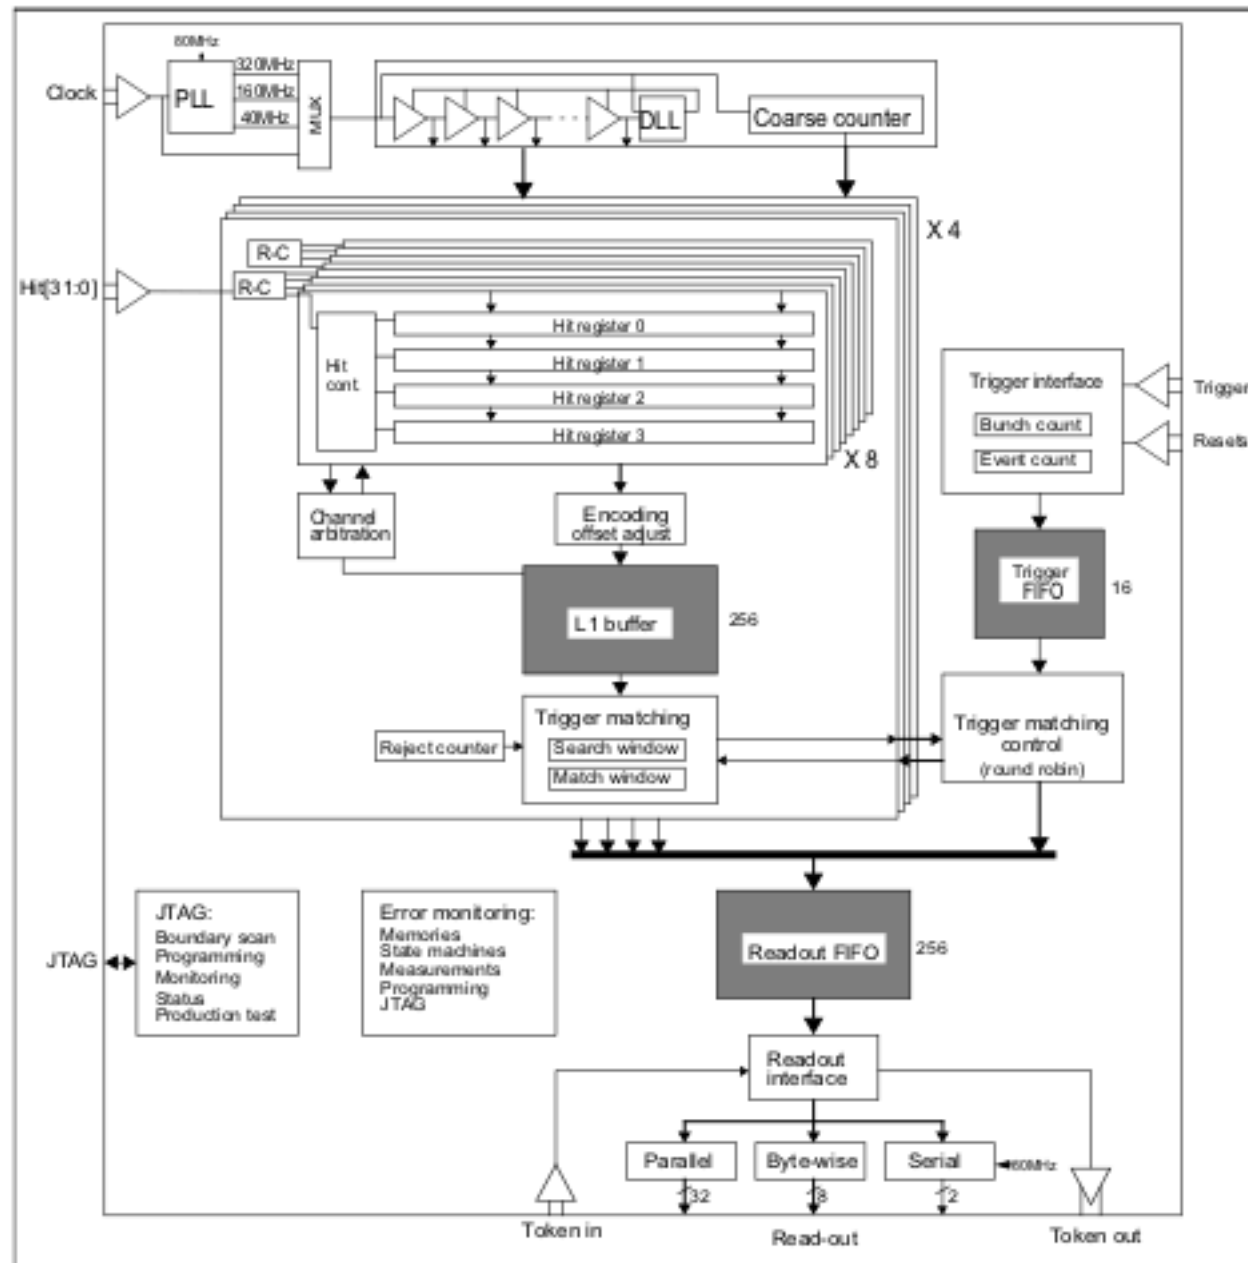 80MHz
Clock
PLL
320MHz
160MHz
40MHz
MUX
DLL
Coarse counter
X 4
R-C
R-C
Hit[31:0]
Hit cont.
Hit register 0
Hit register 1
Hit register 2
Hit register 3
X 8
Trigger interface
Bunch count
Event count
Trigger
Resets
Channel
arbitration
Encoding
offset adjust
Trigger
FIFO
16
L1 buffer
256
Trigger matching
Search window
Match window
Reject counter
Trigger matching
control
(round robin)
JTAG
JTAG:
Boundary scan
Programming
Monitoring
Status
Production test
Error monitoring:
Memories
State machines
Measurements
Programming
JTAG
Readout FIFO
256
Readout
interface
Parallel
Byte-wise
Serial
32
8
2
Token in
Read-out
Token out